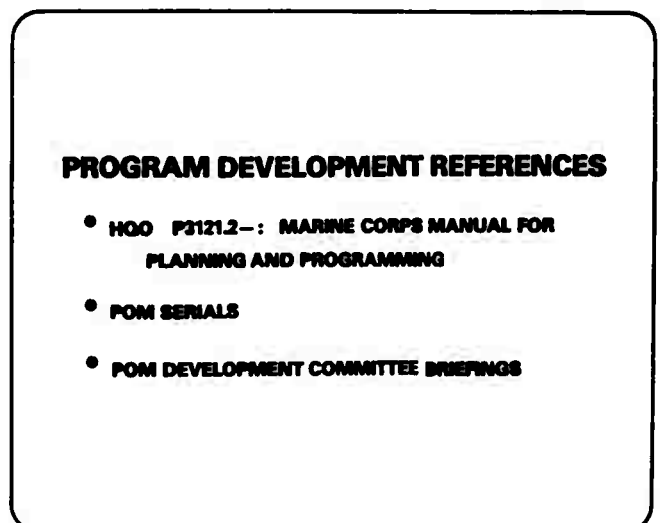 PROGRAM DEVELOPMENT REFERENCES
• HQO P3121.2–: MARINE CORPS MANUAL FOR
PLANNING AND PROGRAMMING
• POM SERIALS
• POM DEVELOPMENT COMMITTEE BRIEFINGS